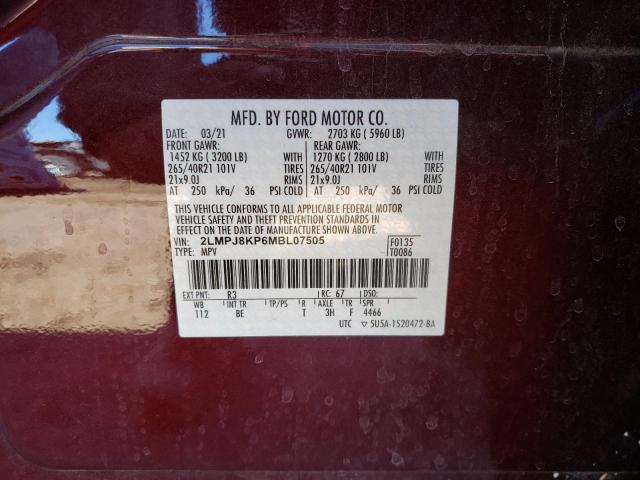 MFD. BY FORD MOTOR CO.
DATE: 03/21 GVWR: 2703 KG ( 5960 LB)
FRONT GAWR: REAR GAWR:
1452 KG ( 3200 LB) WITH 1270 KG ( 2800 LB) WITH
265/40R21 101V TIRES 265/40R21 101V TIRES
21x9.0J RIMS 21x9.0J RIMS
AT 250 kPa/ 36 PSI COLD AT 250 kPa/ 36 PSI COLD
THIS VEHICLE CONFORMS TO ALL APPLICABLE FEDERAL MOTOR
VEHICLE SAFETY AND THEFT PREVENTION STANDARDS IN
EFFECT ON THE DATE OF MANUFACTURE SHOWN ABOVE.
VIN: 2LMPJ8KP6MBL07505 F0135
TYPE: MPV T0086
EXT PNT: R3 RC: 67 DSO:
WB INT TR TP/PS R AXLE TR SPR
112 BE T 3H F 4466
UTC ▽ 5U5A-1520472-BA